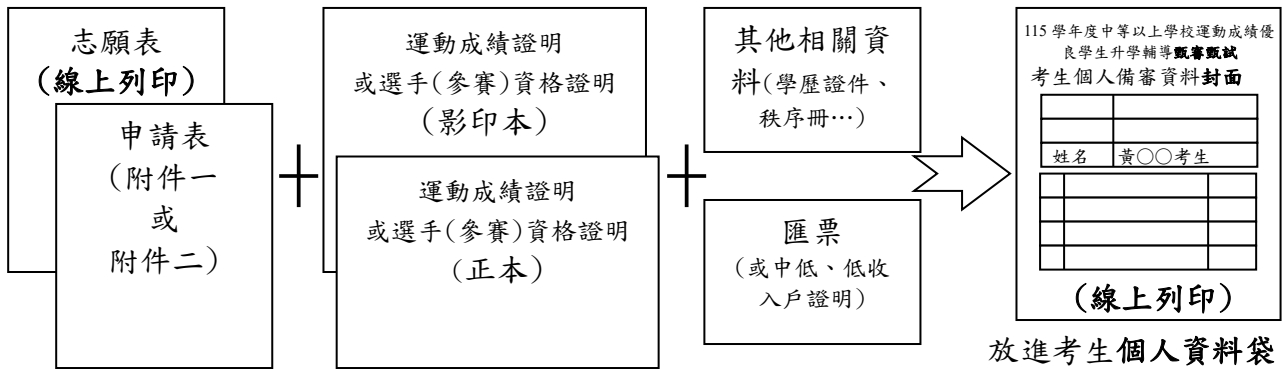 志願表
(線上列印)
申請表
(附件一
或
附件二)
運動成績證明
或選手(參賽)資格證明
(影印本)
運動成績證明
或選手(參賽)資格證明
(正本)
其他相關資
料(學歷證件、
秩序冊…)
匯票
(或中低、低收
入戶證明)
115 學年度中等以上學校運動成績優
良學生升學輔導甄審甄試
考生個人備審資料封面
姓名 黃○○考生
(線上列印)
放進考生個人資料袋